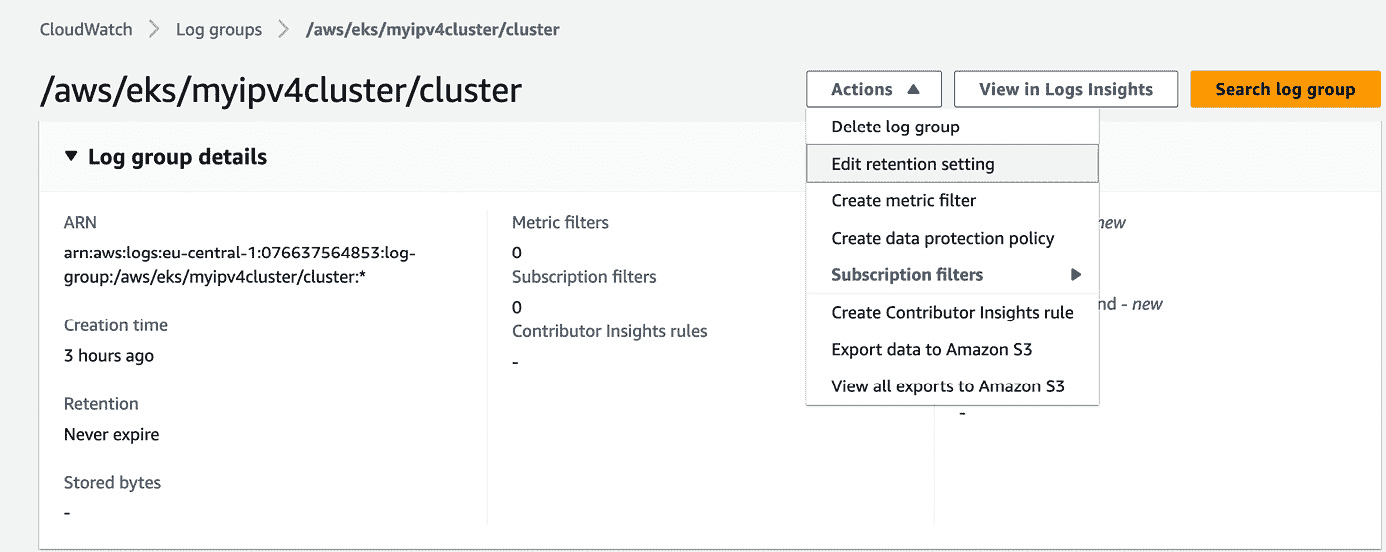 CloudWatch > Log groups > /aws/eks/myipv4cluster/cluster
/aws/eks/myipv4cluster/cluster
Actions
View in Logs Insights
Search log group
Delete log group
Edit retention setting
Create metric filter
Create data protection policy
Subscription filters
Create Contributor Insights rule
Export data to Amazon S3
View all exports to Amazon S3
Log group details
ARN
arn:aws:logs:eu-central-1:076637564853:log-
group:/aws/eks/myipv4cluster/cluster:*
Creation time
3 hours ago
Retention
Never expire
Stored bytes
-
Metric filters
0
Subscription filters
0
Contributor Insights rules
-
new
- new
-